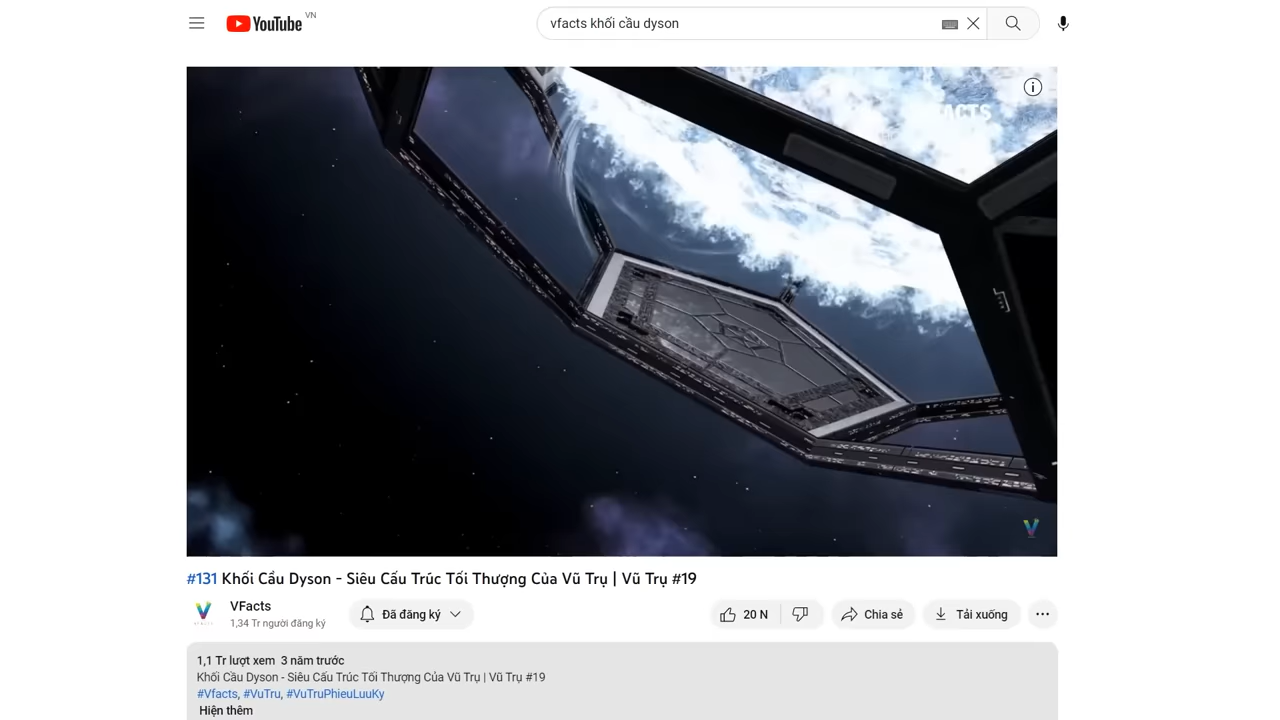 YouTube VN
vfacts khối cầu dyson
ACTS
#131 Khối Cầu Dyson - Siêu Cấu Trúc Tối Thượng Của Vũ Trụ | Vũ Trụ #19
VFacts
1,34 Tr người đăng ký
Đã đăng ký
20 N
Chia sẻ
Tải xuống
1,1 Tr lượt xem 3 năm trước
Khối Cầu Dyson - Siêu Cấu Trúc Tối Thượng Của Vũ Trụ | Vũ Trụ #19
#Vfacts, #VuTru, #VuTruPhieuLuuKy
Hiện thêm